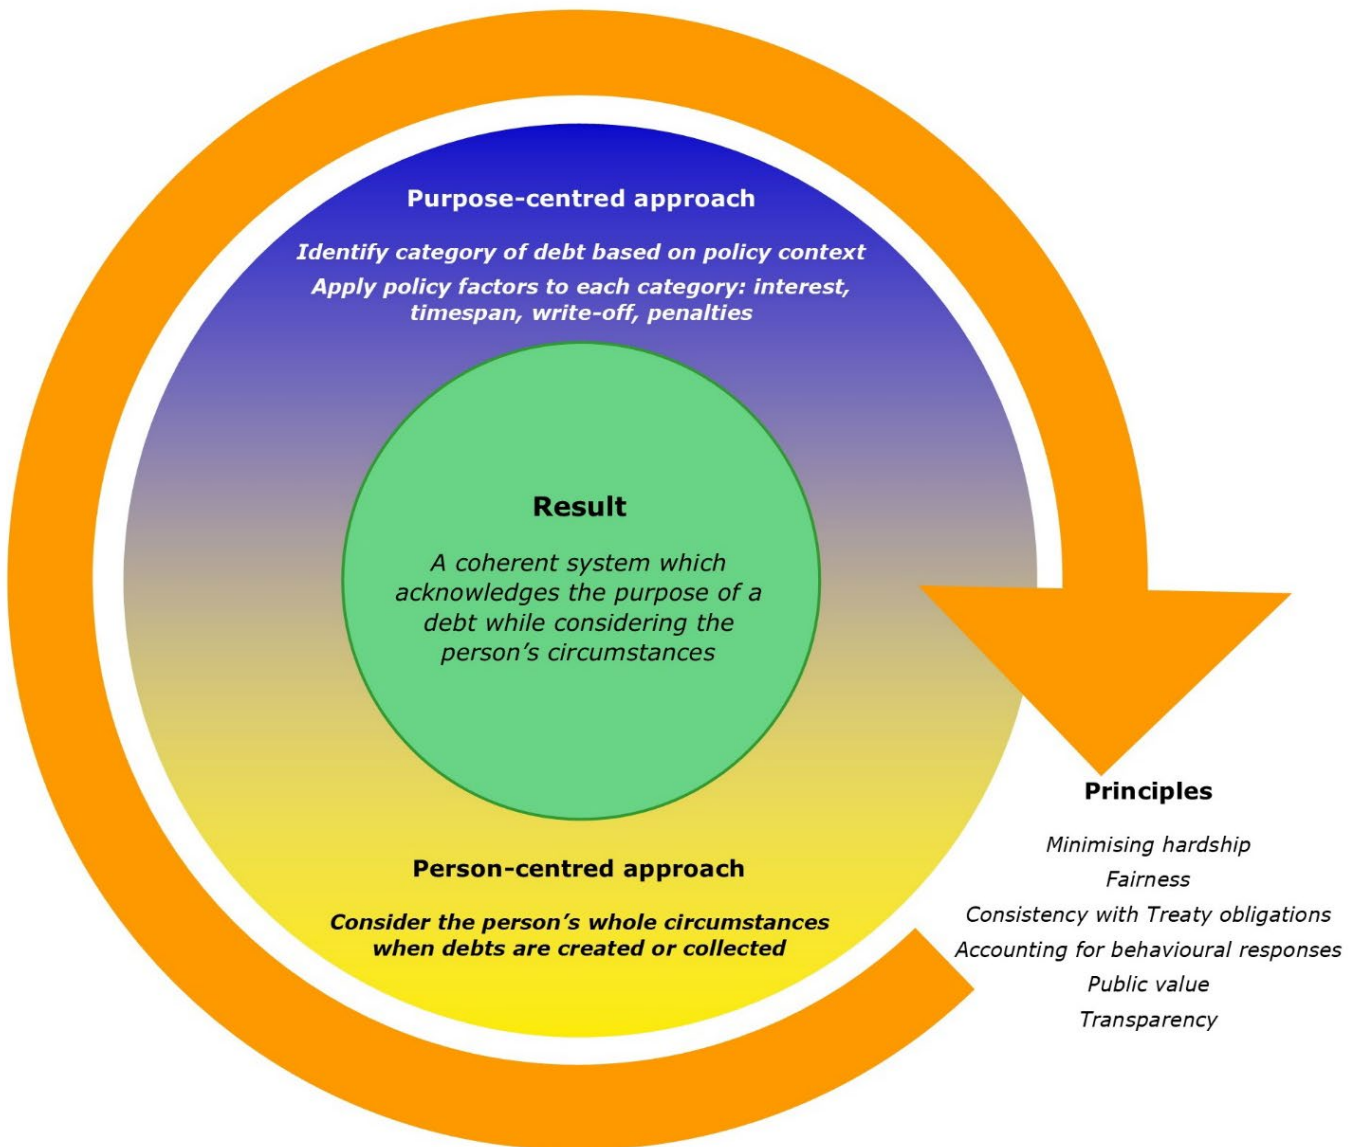 Purpose-centred approach
Identify category of debt based on policy context
Apply policy factors to each category: interest,
timespan, write-off, penalties
Result
A coherent system which
acknowledges the purpose of a
debt while considering the
person's circumstances
Person-centred approach
Consider the person's whole circumstances
when debts are created or collected
Principles
Minimising hardship
Fairness
Consistency with Treaty obligations
Accounting for behavioural responses
Public value
Transparency